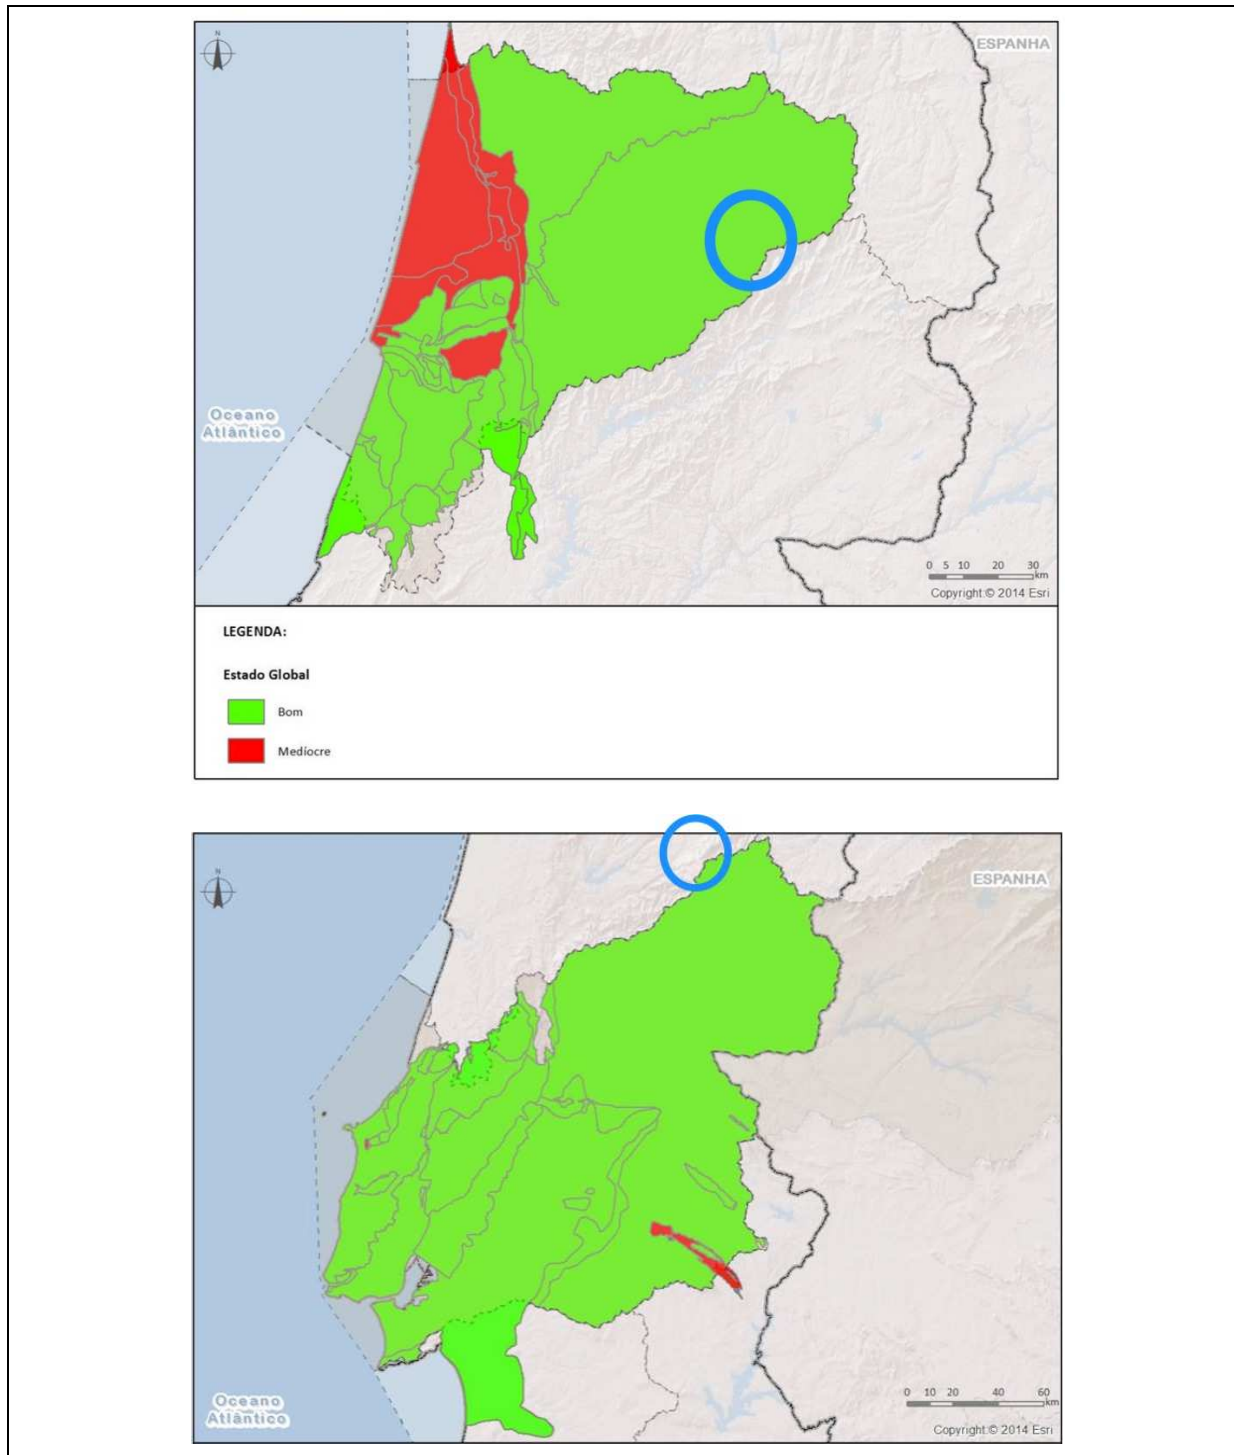 N
ESPANHA
Oceano
Atlântico
0 5 10 20 30
km
Copyright:© 2014 Esri
LEGENDA:
Estado Global
Bom
Medíocre
N
ESPANHA
Oceano
Atlântico
0 10 20 40 60
km
Copyright:© 2014 Esri